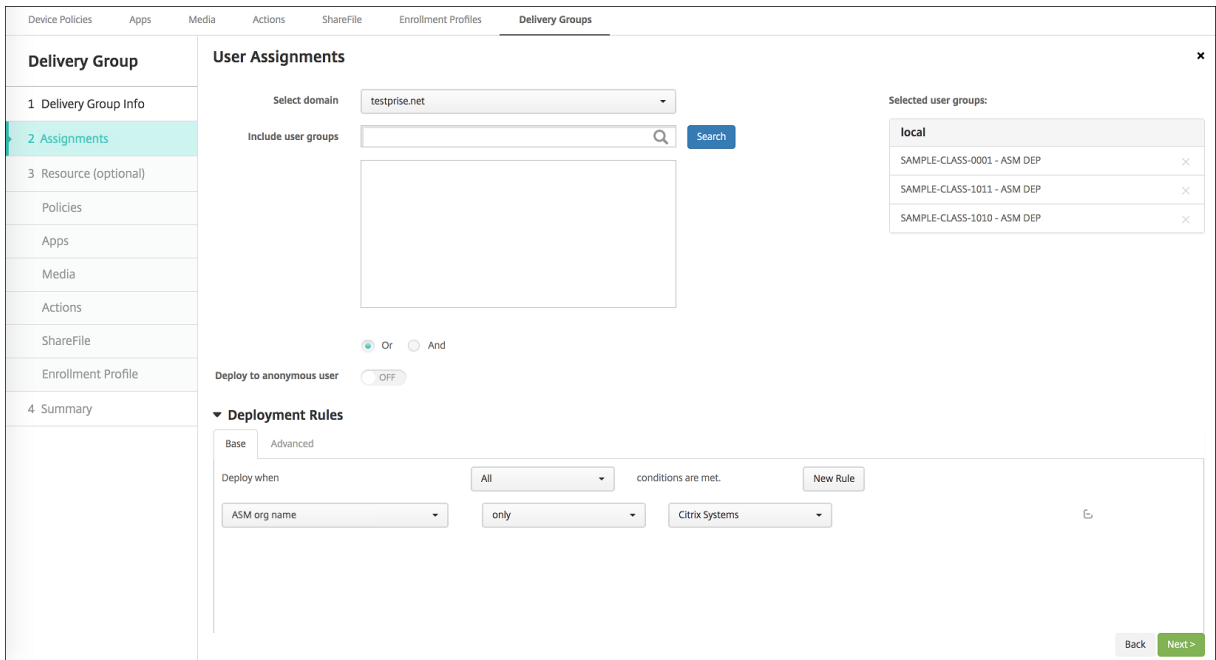 Device Policies Apps Media Actions ShareFile Enrollment Profiles Delivery Groups
Delivery Group
1 Delivery Group Info
2 Assignments
3 Resource (optional)
Policies
Apps
Media
Actions
ShareFile
Enrollment Profile
4 Summary
User Assignments
Select domain testprise.net
Include user groups Search
Or And
Deploy to anonymous user OFF
Selected user groups:
local
SAMPLE-CLASS-0001 - ASM DEP
SAMPLE-CLASS-1011 - ASM DEP
SAMPLE-CLASS-1010 - ASM DEP
Deployment Rules
Base Advanced
Deploy when All conditions are met. New Rule
ASM org name only Citrix Systems
Back Next >